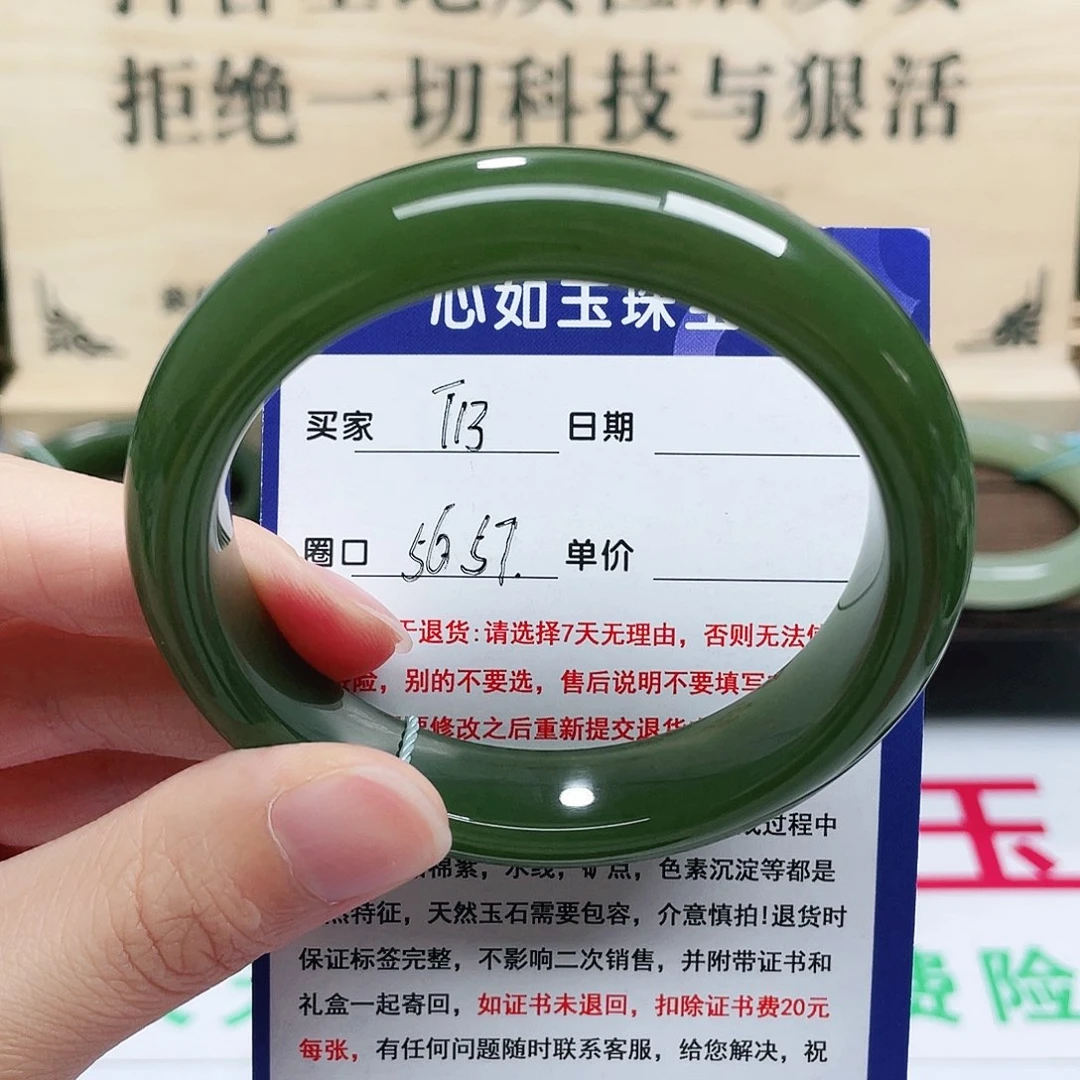 拒绝一切科技与狠活
心如玉珠宝
买家 T13 日期
圈口 5657. 单价
退货:请选择7天无理由，否则无法
险，别的不要选，售后说明不要填写
修改之后重新提交退货
过程中
棉絮，水线，矿点，色素沉淀等都是
然特征，天然玉石需要包容，介意慎拍!退货时
保证标签完整，不影响二次销售，并附带证书和
礼盒一起寄回，如证书未退回，扣除证书费20元
每张，有任何问题随时联系客服，给您解决，祝
玉
费险